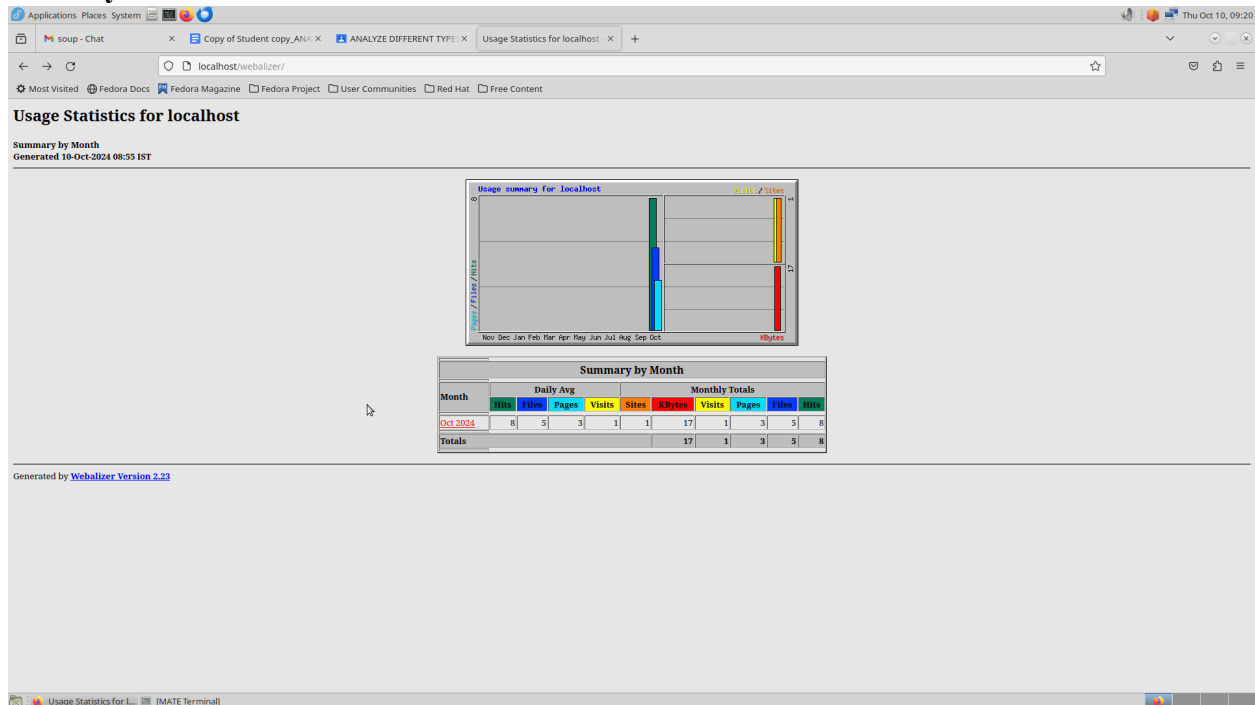 Applications Places System Thu Oct 10, 09:20
soup - Chat × Copy of Student copy_ANA × ANALYZE DIFFERENT TYPE: × Usage Statistics for localhost - × +
localhost/webalizer/
Most Visited Fedora Docs Fedora Magazine Fedora Project User Communities Red Hat Free Content
Usage Statistics for localhost
Summary by Month
Generated 10-Oct-2024 08:55 IST
Usage summary for localhost Visits/Sites
8 1
Pages/Files/Hits 17
Nov Dec Jan Feb Mar Apr May Jun Jul Aug Sep Oct KBytes
Summary by Month
Month Daily Avg Monthly Totals
Hits Files Pages Visits Sites KBytes Visits Pages Files Hits
Oct 2024 8 5 3 1 1 17 1 3 5 8
Totals 17 1 3 5 8
Generated by Webalizer Version 2.23
Usage Statistics for l... [MATE Terminal]